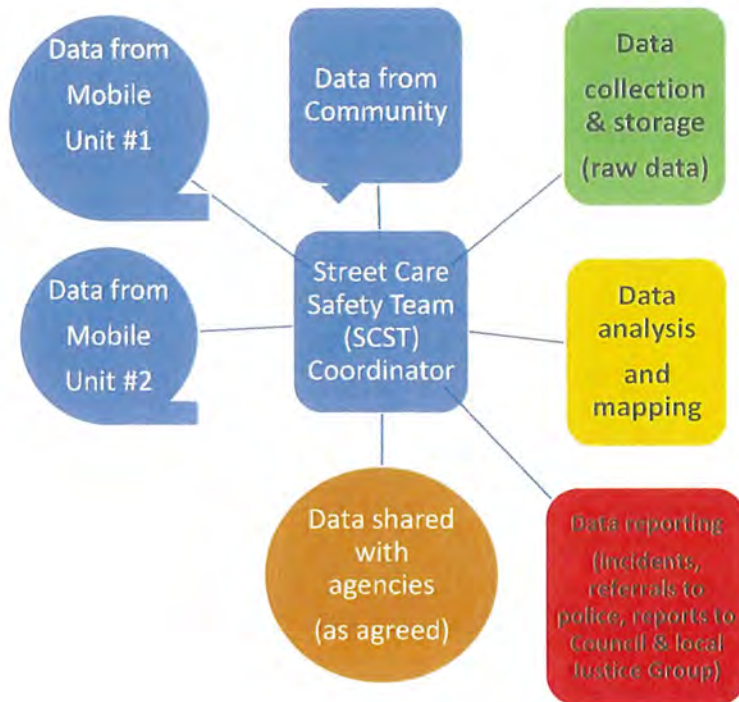 Data from
Mobile
Unit #1
Data from
Community
Data
collection
& storage
(raw data)
Data from
Mobile
Unit #2
Street Care
Safety Team
(SCST)
Coordinator
Data
analysis
and
mapping
Data shared
with
agencies
(as agreed)
Data reporting
(incidents,
referrals to
police, reports to
Council & local
Justice Group)